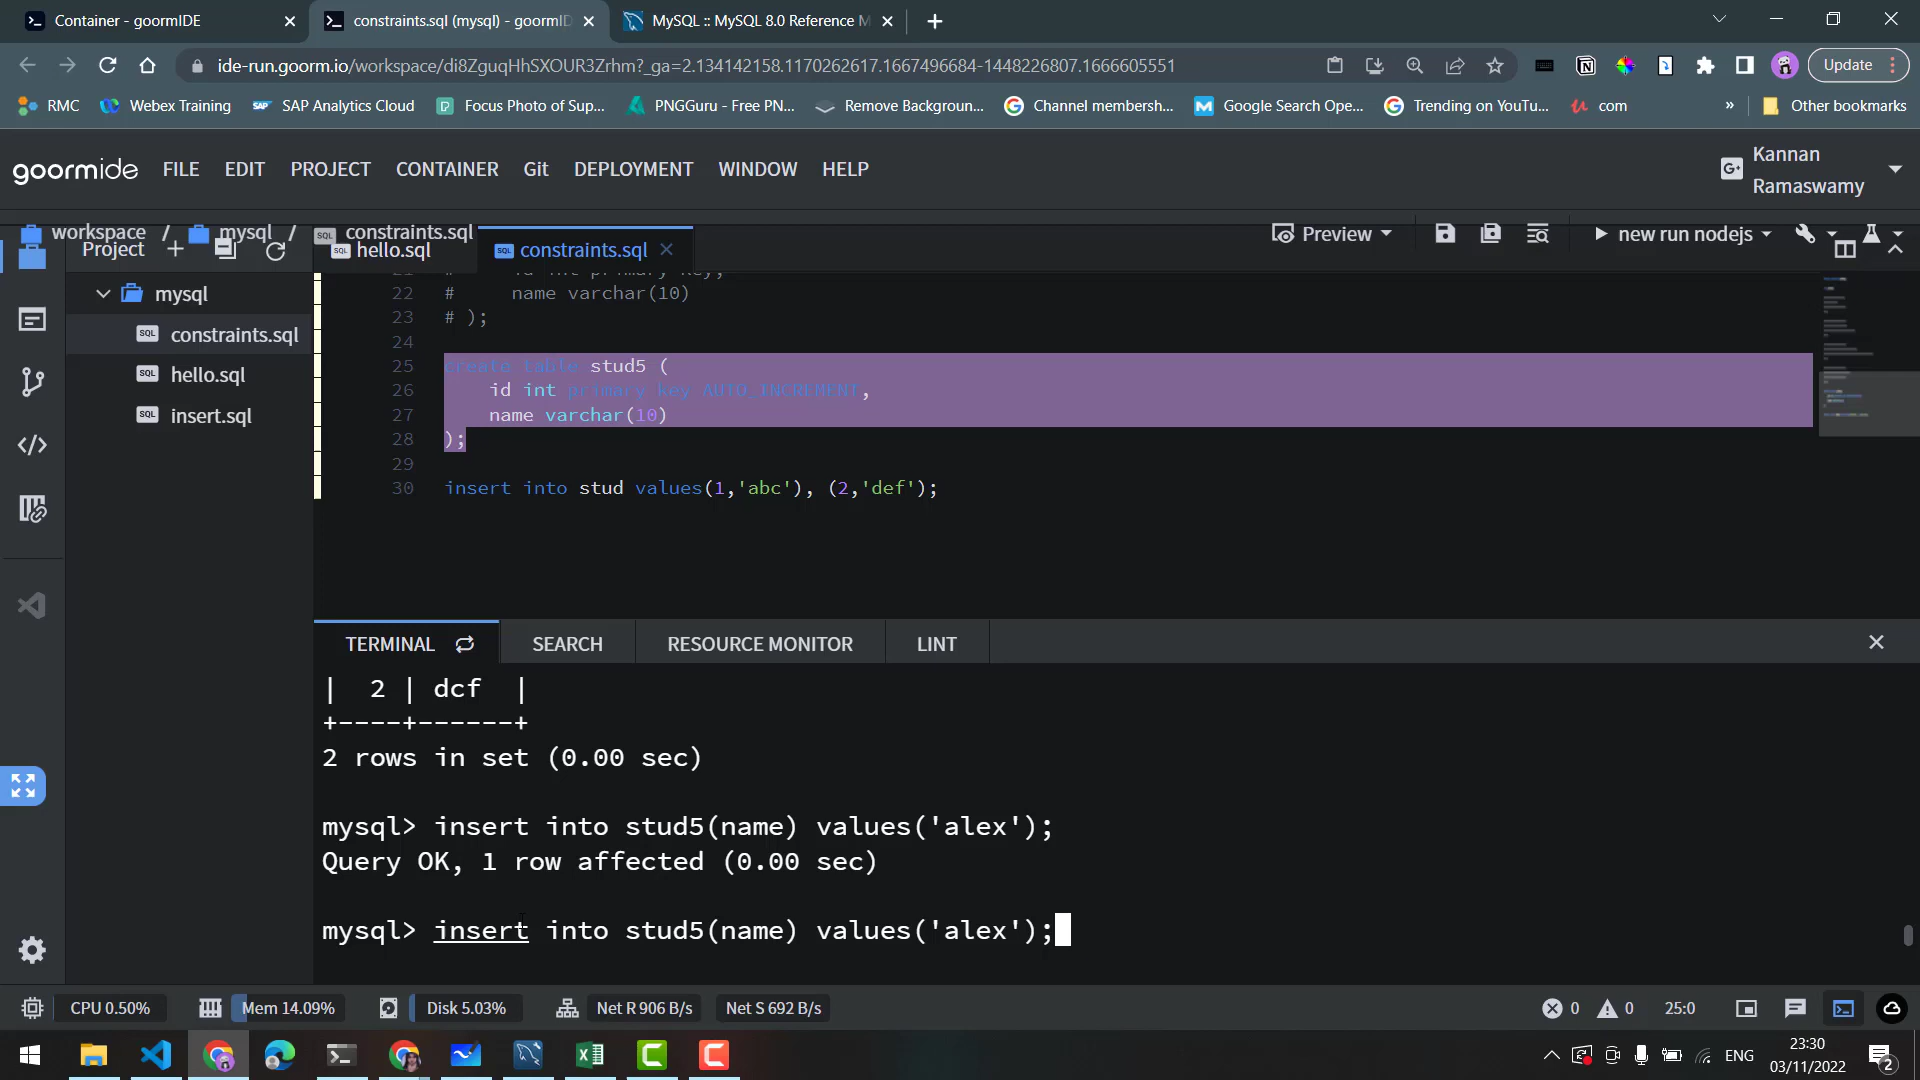 Container - goormIDE
constraints.sql (mysql) - goormID
MySQL :: MySQL 8.0 Reference M
ide-run.goorm.io/workspace/di8ZguqHhSXOUR3Zrhm?_ga=2.134142158.1170262617.1667496684-1448226807.1666605551
Update
RMC
Webex Training
SAP Analytics Cloud
Focus Photo of Sup...
PNGGuru - Free PN...
Remove Backgroun...
Channel membersh...
Google Search Ope...
Trending on YouTu...
com
»
Other bookmarks
goormide
FILE
EDIT
PROJECT
CONTAINER
Git
DEPLOYMENT
WINDOW
HELP
Kannan
Ramaswamy
workspace / mysql / constraints.sql
Preview
new run nodejs
Project
hello.sql
constraints.sql
mysql
constraints.sql
hello.sql
insert.sql
21 # id int primary key,
22 # name varchar(10)
23 # );
24
25 create table stud5 (
26 id int primary key AUTO_INCREMENT,
27 name varchar(10)
28 );
29
30 insert into stud values(1,'abc'), (2,'def');
TERMINAL
SEARCH
RESOURCE MONITOR
LINT
| 2 | dcf |
+----+------+
2 rows in set (0.00 sec)
mysql> insert into stud5(name) values('alex');
Query OK, 1 row affected (0.00 sec)
mysql> insert into stud5(name) values('alex');
CPU 0.50%
Mem 14.09%
Disk 5.03%
Net R 906 B/s
Net S 692 B/s
0
0
25:0
ENG
23:30
03/11/2022
2